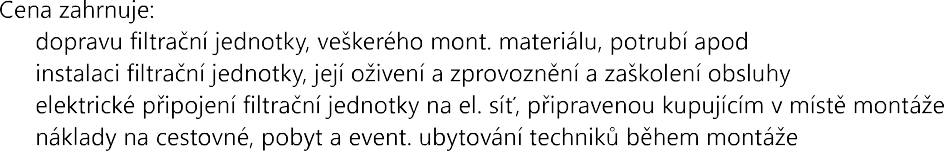 Cena zahrnuje:
dopravu filtrační jednotky, veškerého mont. materiálu, potrubí apod
instalaci filtrační jednotky, její oživení a zprovoznění a zaškolení obsluhy
elektrické připojení filtrační jednotky na el. síť, připravenou kupujícím v místě montáže
náklady na cestovné, pobyt a event. ubytování techniků během montáže